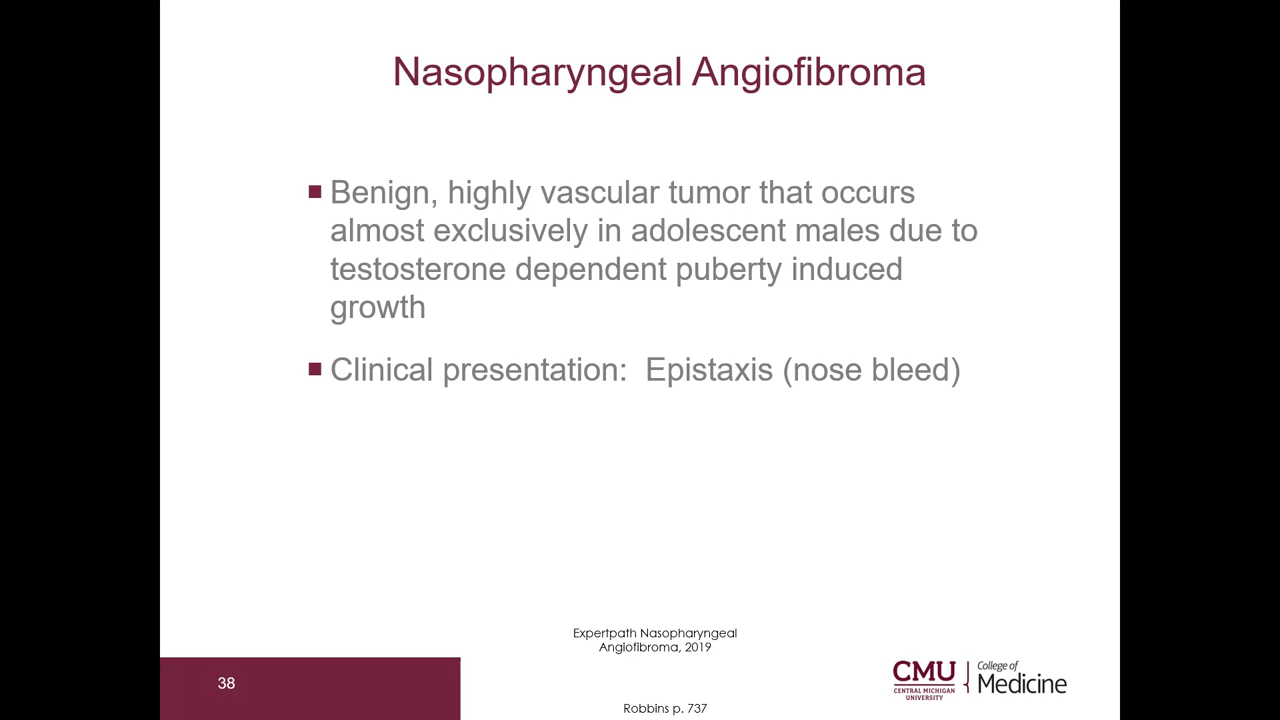 Nasopharyngeal Angiofibroma
Benign, highly vascular tumor that occurs
almost exclusively in adolescent males due to
testosterone dependent puberty induced
growth
Clinical presentation:  Epistaxis (nose bleed)
Expertpath Nasopharyngeal
Angiofibroma, 2019
38
CMU
CENTRAL MICHIGAN
UNIVERSITY
College of
Medicine
Robbins p. 737